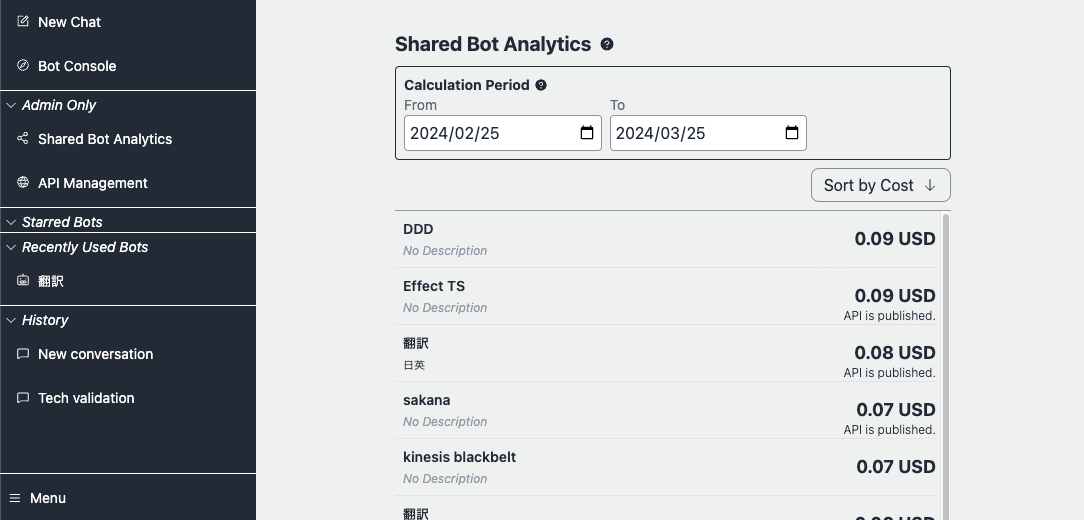 New Chat
Bot Console
Admin Only
Shared Bot Analytics
API Management
Starred Bots
Recently Used Bots
翻訳
History
New conversation
Tech validation
Menu
Shared Bot Analytics
Calculation Period
From
To
2024/02/25
2024/03/25
Sort by Cost
DDD
No Description
0.09 USD
Effect TS
No Description
0.09 USD
API is published.
翻訳
日英
0.08 USD
API is published.
sakana
No Description
0.07 USD
API is published.
kinesis blackbelt
No Description
0.07 USD
翻訳